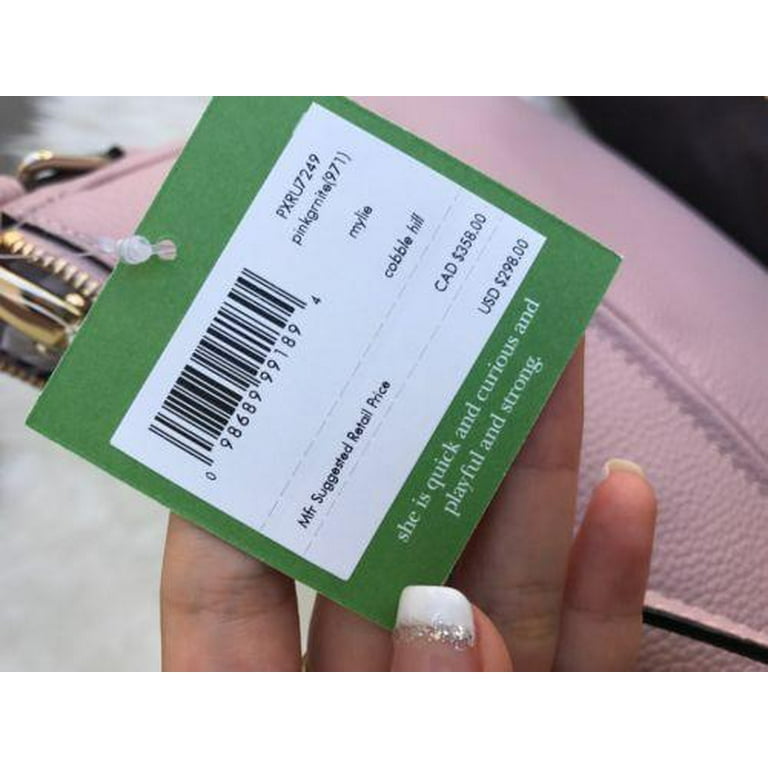 PXRU7249
pinkgrnite(971)
mylie
cobble hill
0 98689 99189 4
Mfr Suggested Retail Price
CAD $358.00
USD $298.00
she is quick and curious and
playful and strong.